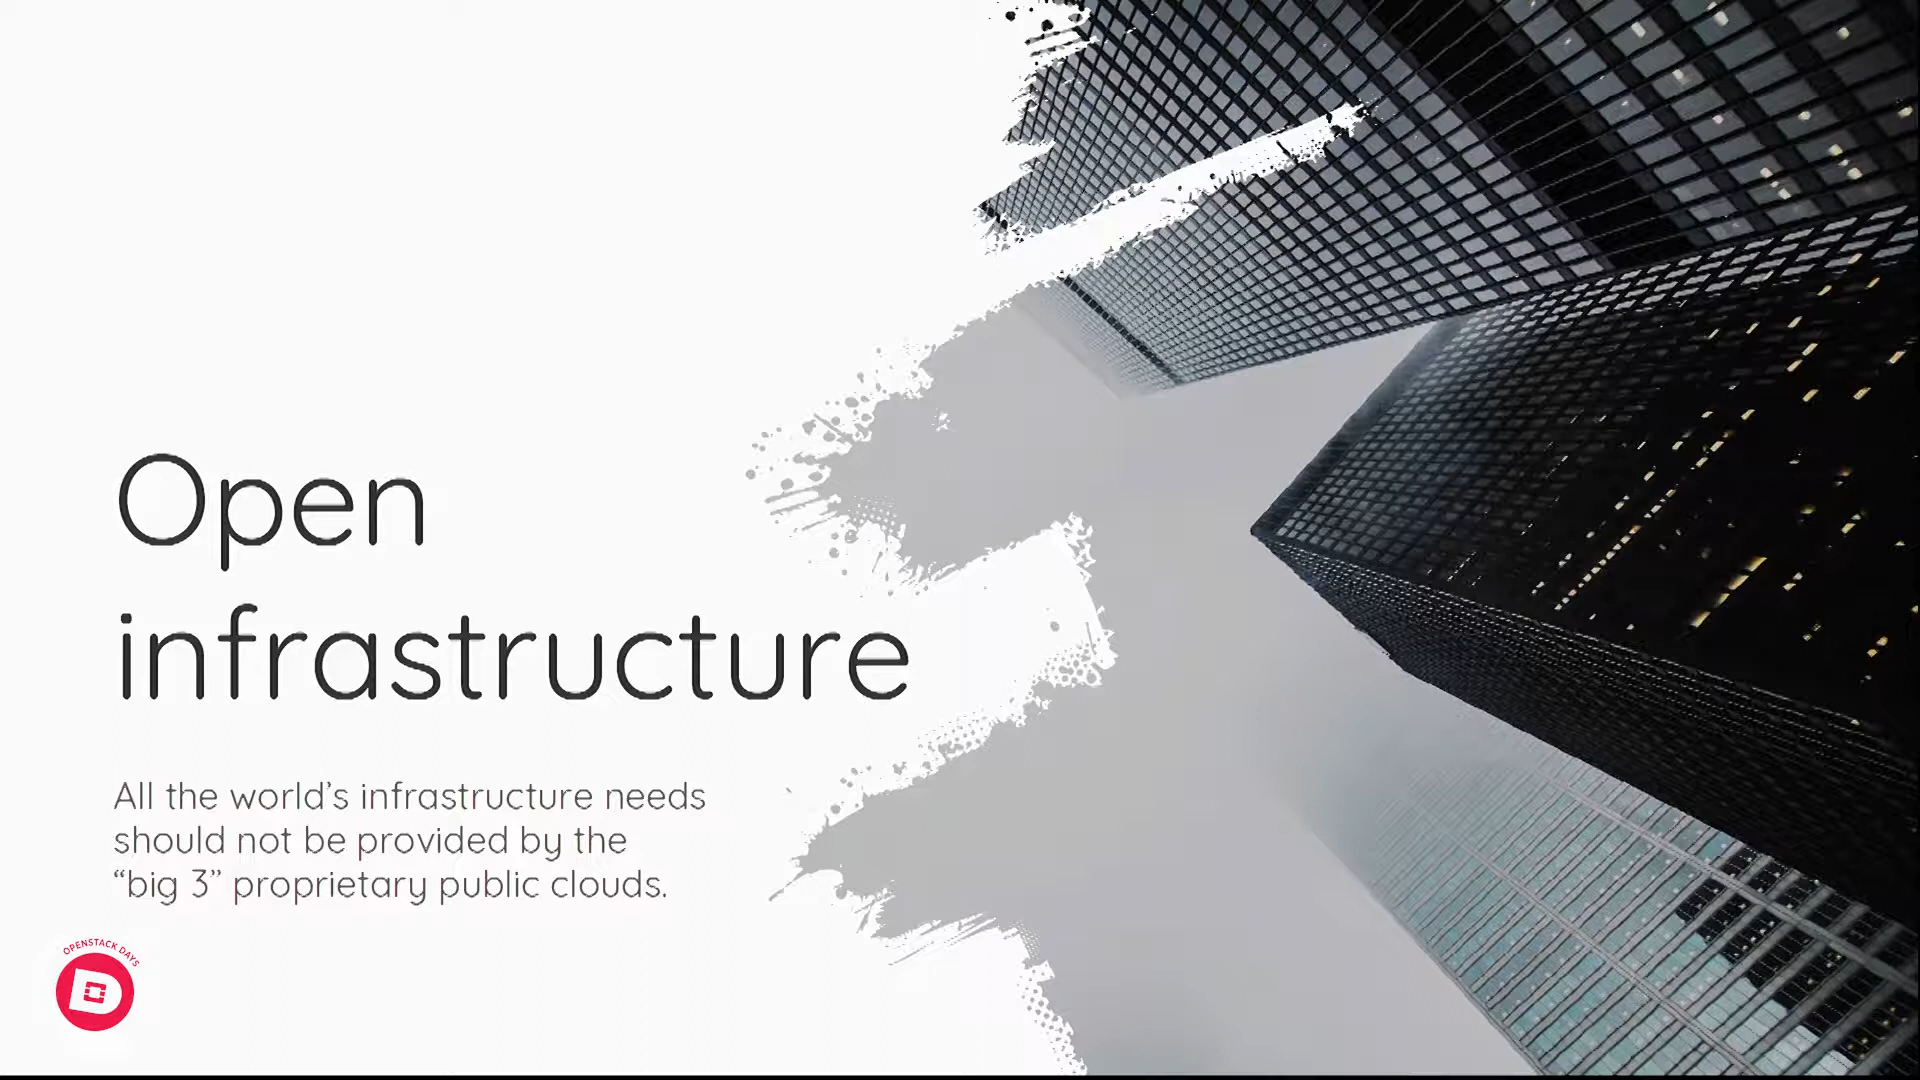 Open
infrastructure
All the world’s infrastructure needs
should not be provided by the
“big 3” proprietary public clouds.
OPENSTACK DAYS